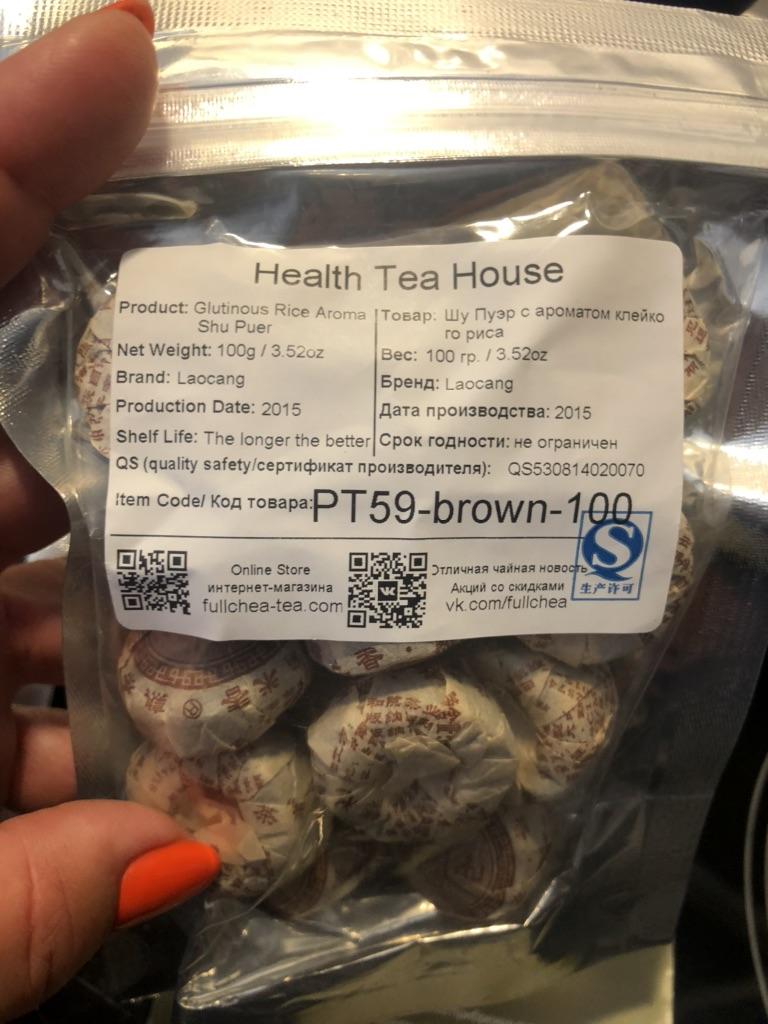 Health Tea House
Product: Glutinous Rice Aroma
Shu Puer
Net Weight: 100g / 3.52oz
Brand: Laocang
Production Date: 2015
Shelf Life: The longer the better
Товар: Шу Пуэр с ароматом клейко
го риса
Вес: 100 гр. / 3.52oz
Бренд: Laocang
Дата производства: 2015
Срок годности: не ограничен
QS (quality safety/сертификат производителя): QS530814020070
Item Code/ Код товара:PT59-brown-100
Online Store
интернет-магазина
fullchea-tea.com
Отличная чайная новость
Акций со скидками
vk.com/fullchea
S
生产许可
香